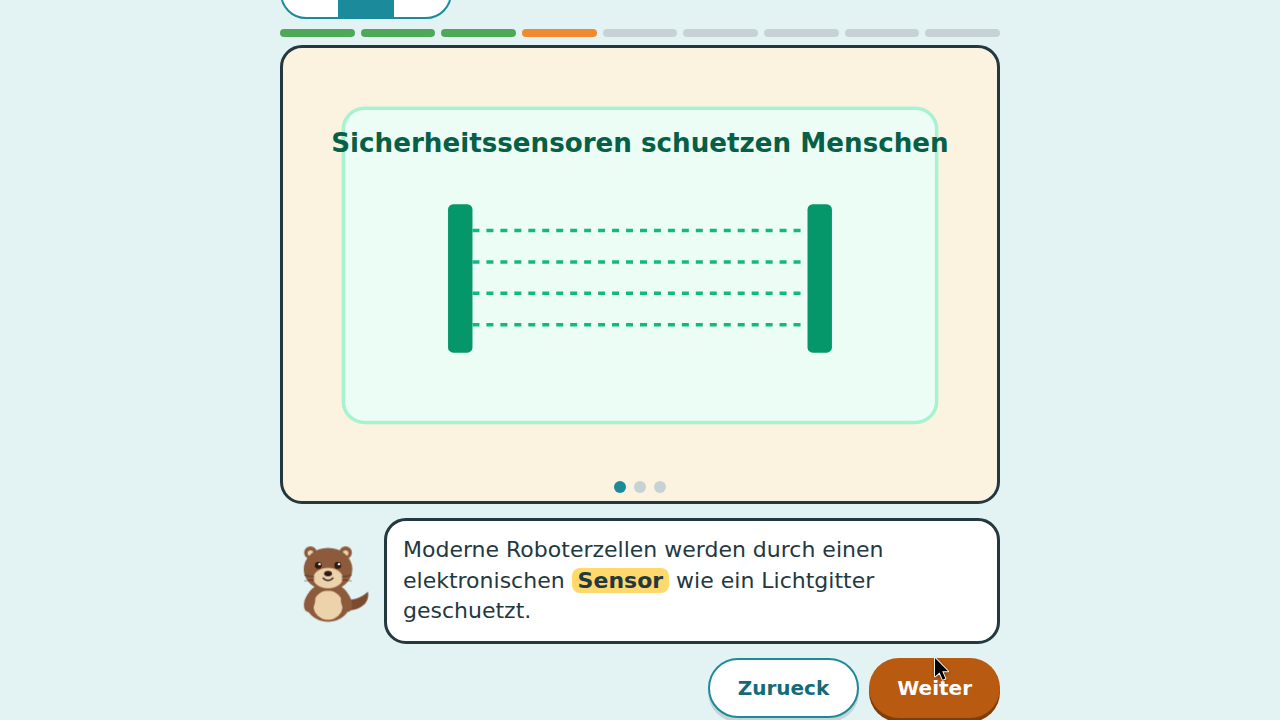 Sicherheitssensoren schuetzen Menschen
Moderne Roboterzellen werden durch einen
elektronischen Sensor wie ein Lichtgitter
geschuetzt.
Zurueck
Weiter